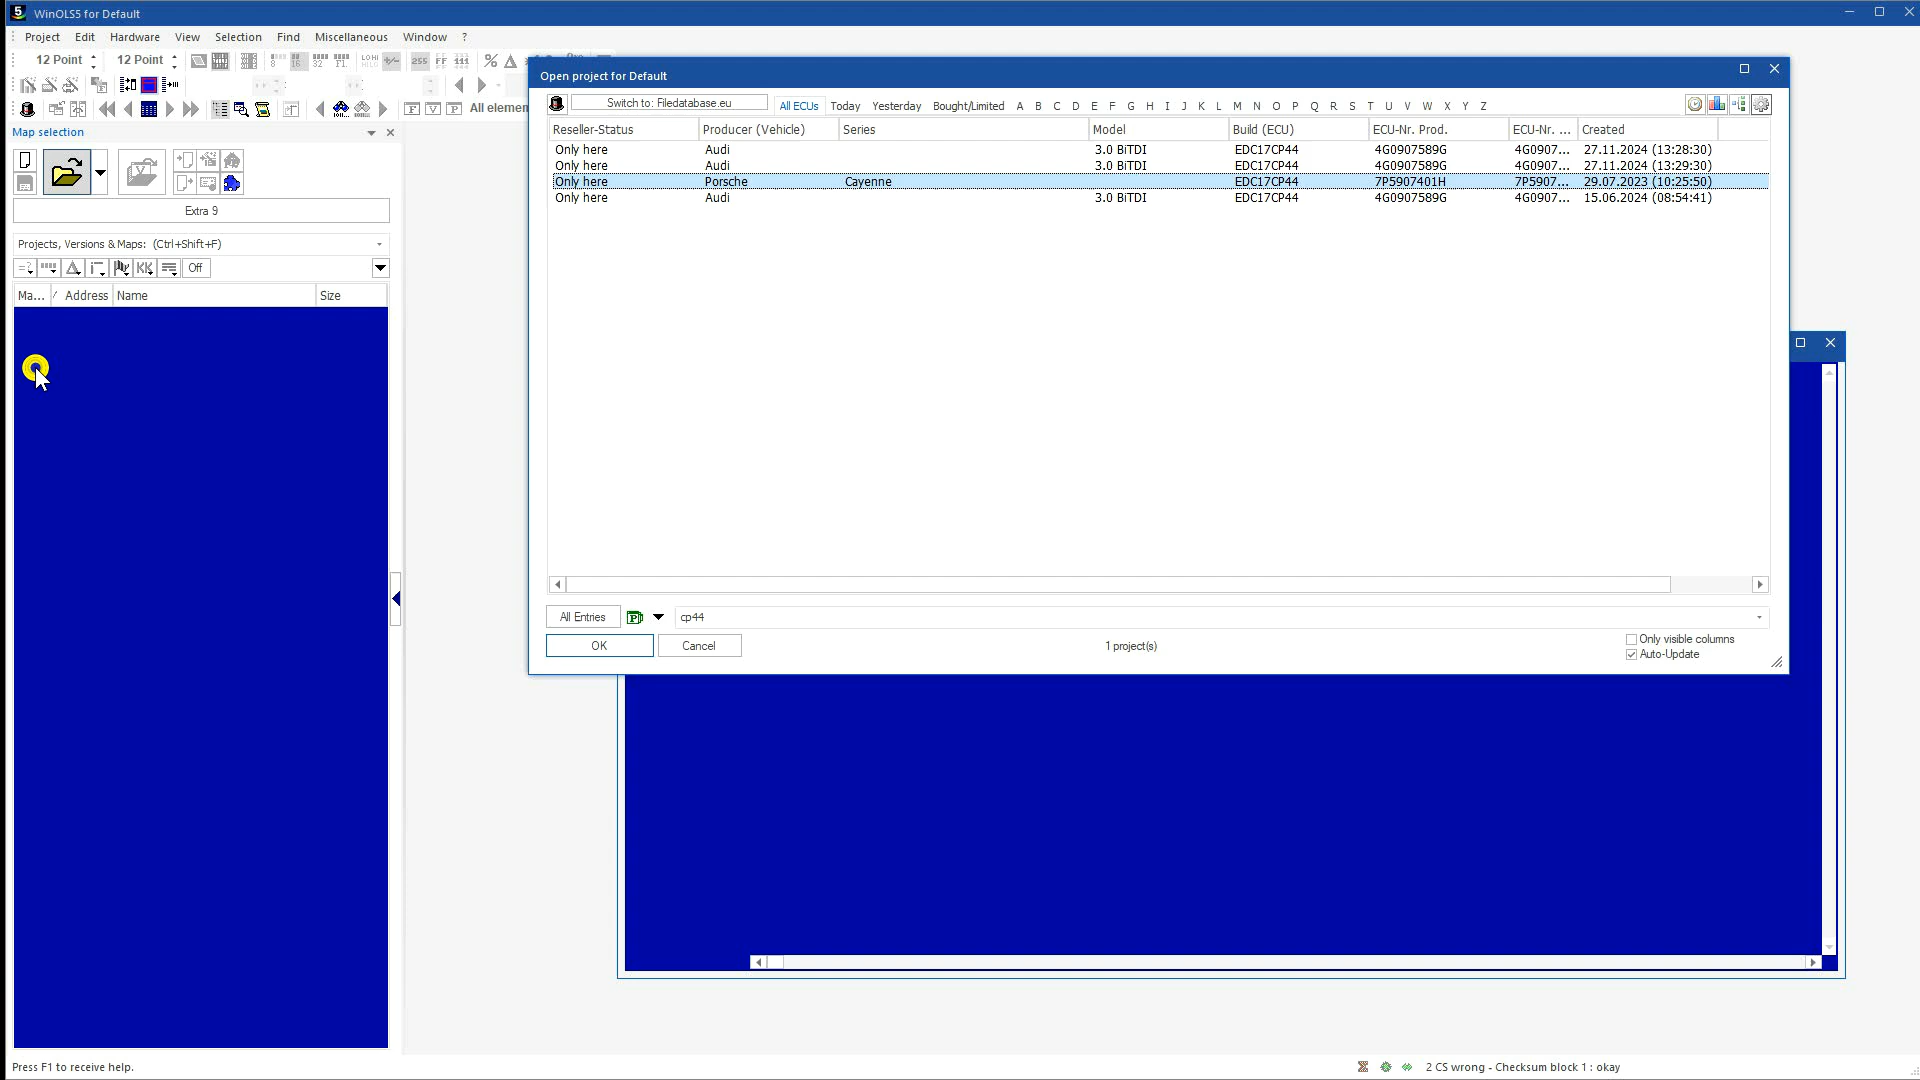 WinOLS5 for Default
Project Edit Hardware View Selection Find Miscellaneous Window ?
12 Point 12 Point
Open project for Default
Switch to: Filedatabase.eu All ECUs Today Yesterday Bought/Limited A B C D E F G H I J K L M N O P Q R S T U V W X Y Z
All elemen
Map selection
Reseller-Status Producer (Vehicle) Series Model Build (ECU) ECU-Nr. Prod. ECU-Nr. ... Created
Only here Audi 3.0 BiTDI EDC17CP44 4G0907589G 4G0907... 27.11.2024 (13:28:30)
Only here Audi 3.0 BiTDI EDC17CP44 4G0907589G 4G0907... 27.11.2024 (13:29:30)
Only here Porsche Cayenne EDC17CP44 7P5907401H 7P5907... 29.07.2023 (10:25:50)
Only here Audi 3.0 BiTDI EDC17CP44 4G0907589G 4G0907... 15.06.2024 (08:54:41)
Extra 9
Projects, Versions & Maps: (Ctrl+Shift+F)
Off
Ma... Address Name Size
All Entries cp44
OK Cancel 1 project(s)
Only visible columns
Auto-Update
Press F1 to receive help.
2 CS wrong - Checksum block 1 : okay